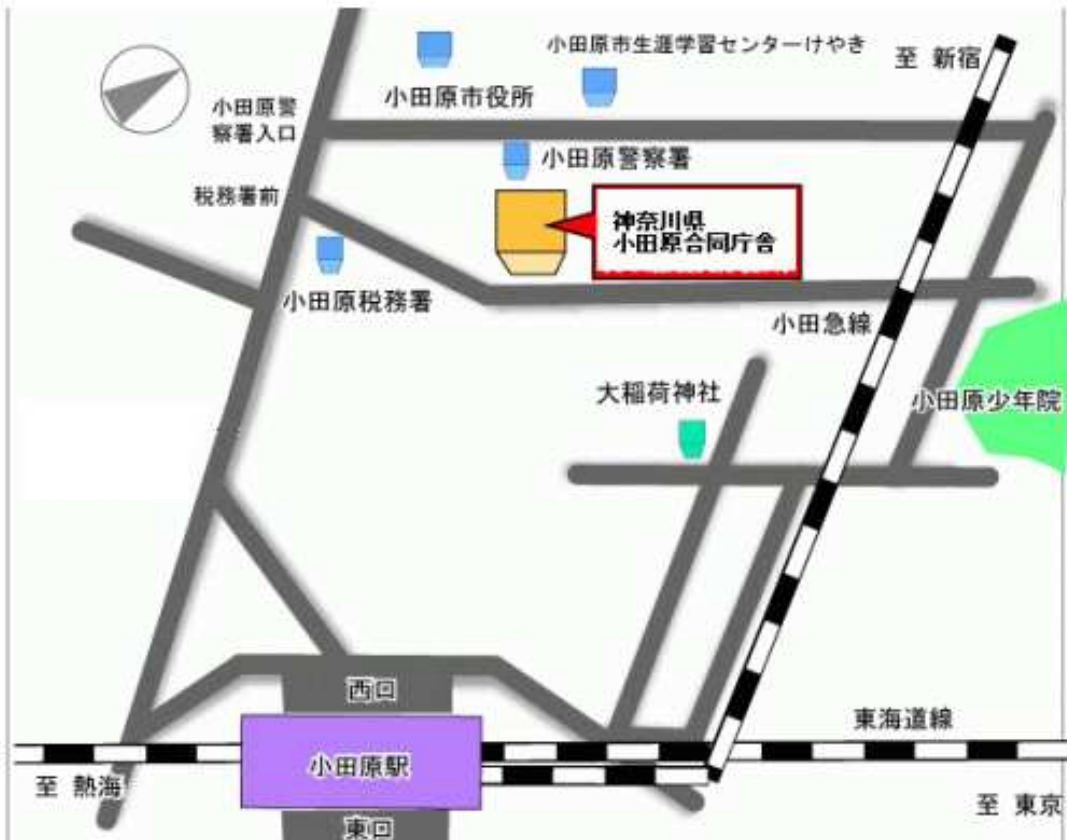 小田原市生涯学習センターけやき
至 新宿
小田原市役所
小田原警
察署入口
小田原警察署
税務署前
神奈川県
小田原合同庁舎
小田原税務署
小田急線
大稲荷神社
小田原少年院
西口
東海道線
小田原駅
至 熱海
至 東京
東口